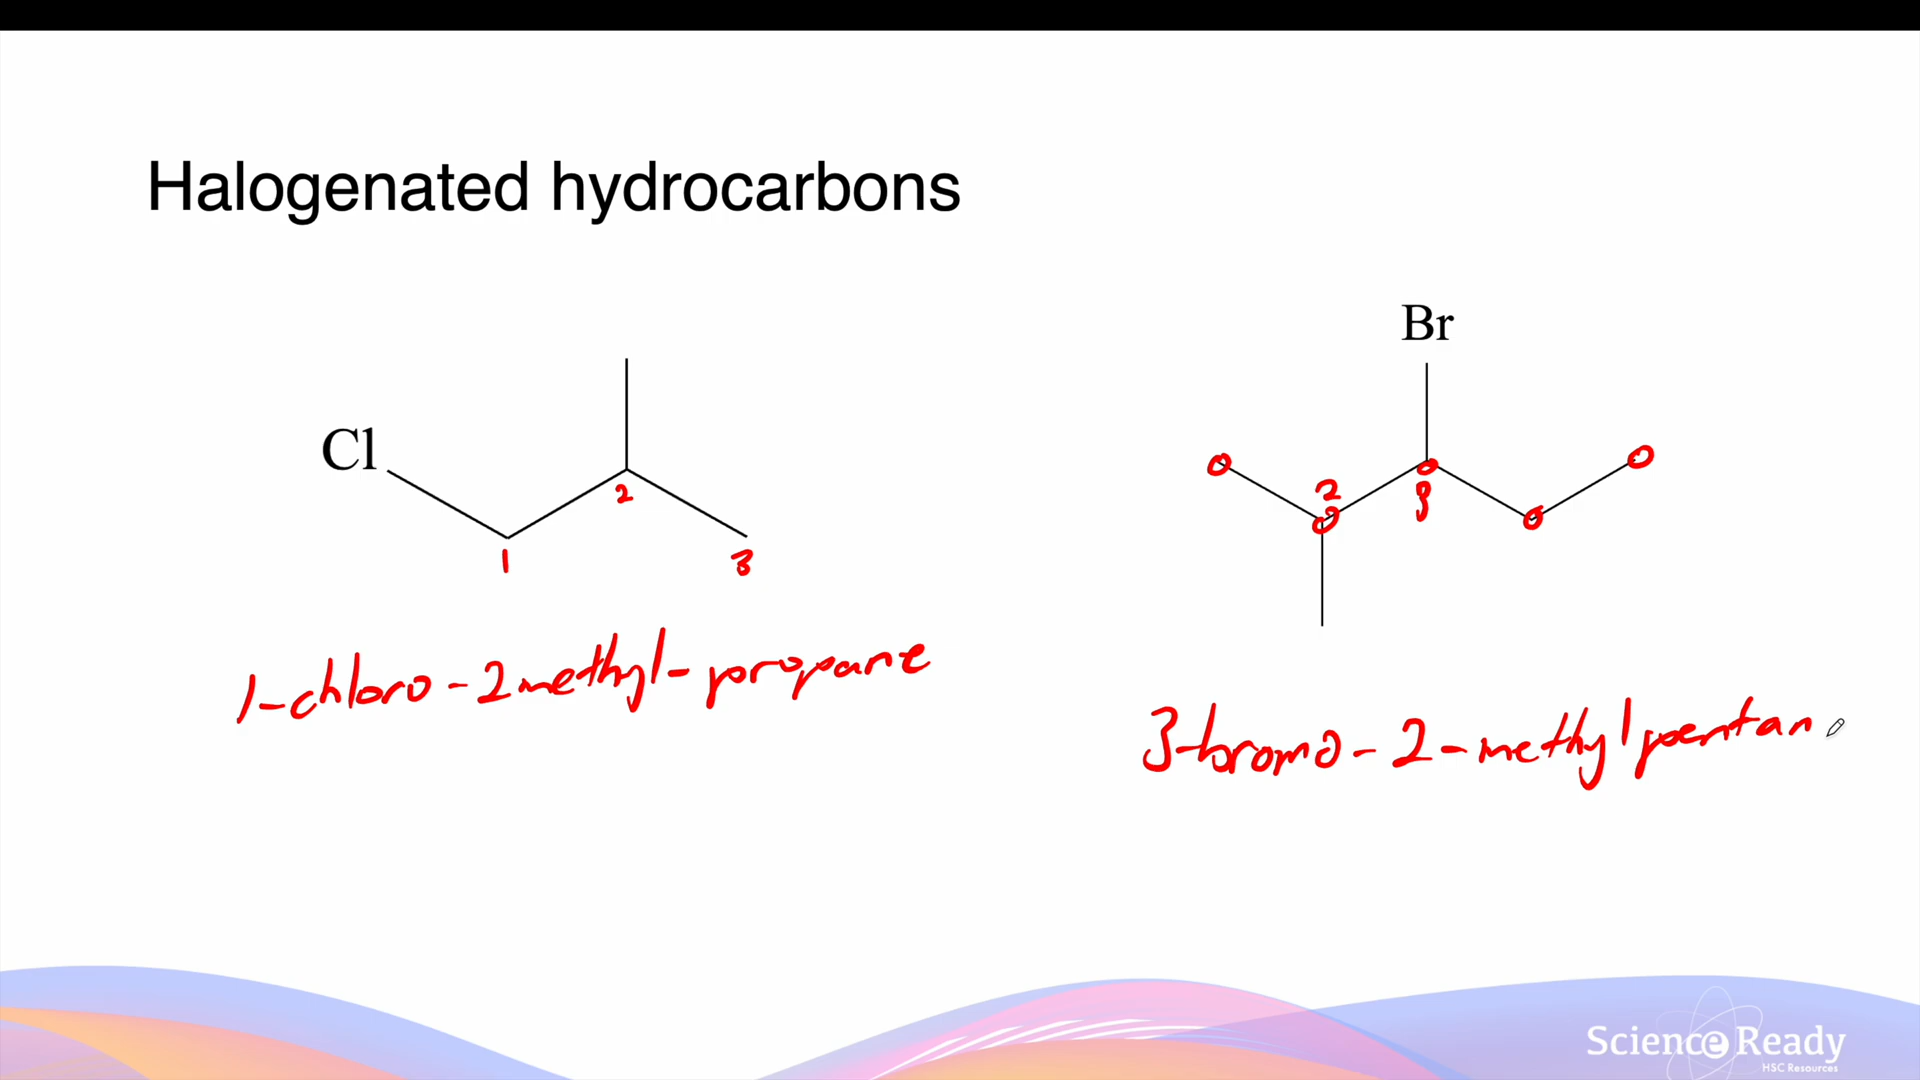 Halogenated hydrocarbons
Br
Cl
2
2
3
1
3
1-chloro-2methyl-propane
3-bromo-2-methylpentan
Science Ready
HSC Resources